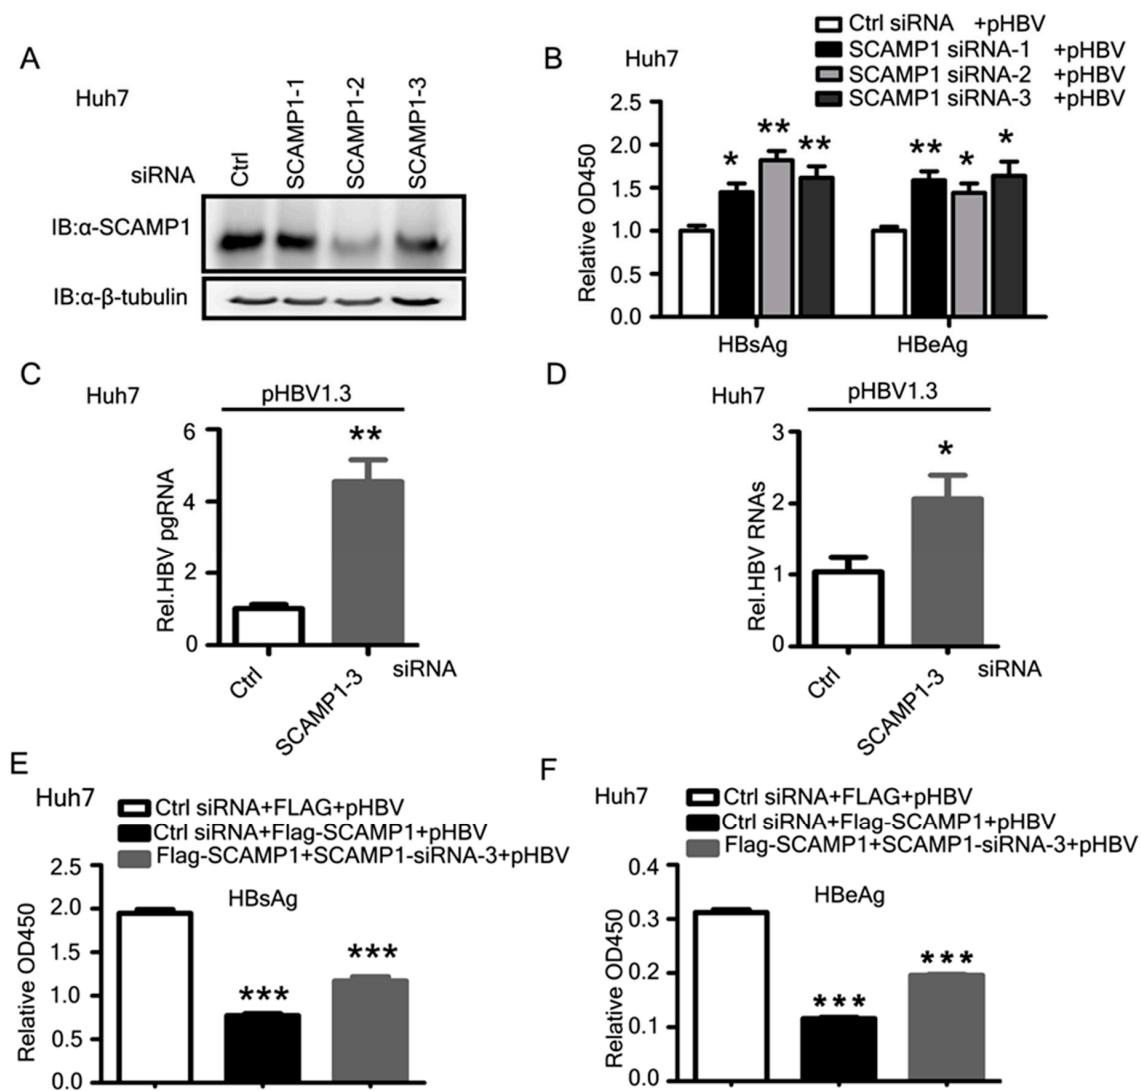 A
Huh7
siRNA
Ctrl
SCAMP1-1
SCAMP1-2
SCAMP1-3
IB:α-SCAMP1
IB:α-β-tubulin
B
Huh7
Ctrl siRNA +pHBV
SCAMP1 siRNA-1 +pHBV
SCAMP1 siRNA-2 +pHBV
SCAMP1 siRNA-3 +pHBV
Relative OD450
2.5
2.0
1.5
1.0
0.5
0.0
* ** **
** * *
HBsAg
HBeAg
C
Huh7
pHBV1.3
Rel.HBV pgRNA
6
4
2
0
**
Ctrl
SCAMP1-3
siRNA
D
Huh7
pHBV1.3
Rel.HBV RNAs
3
2
1
0
*
Ctrl
SCAMP1-3
siRNA
E
Huh7
Ctrl siRNA+FLAG+pHBV
Ctrl siRNA+Flag-SCAMP1+pHBV
Flag-SCAMP1+SCAMP1-siRNA-3+pHBV
HBsAg
Relative OD450
2.5
2.0
1.5
1.0
0.5
0.0
***
***
F
Huh7
Ctrl siRNA+FLAG+pHBV
Ctrl siRNA+Flag-SCAMP1+pHBV
Flag-SCAMP1+SCAMP1-siRNA-3+pHBV
HBeAg
Relative OD450
0.4
0.3
0.2
0.1
0.0
***
***